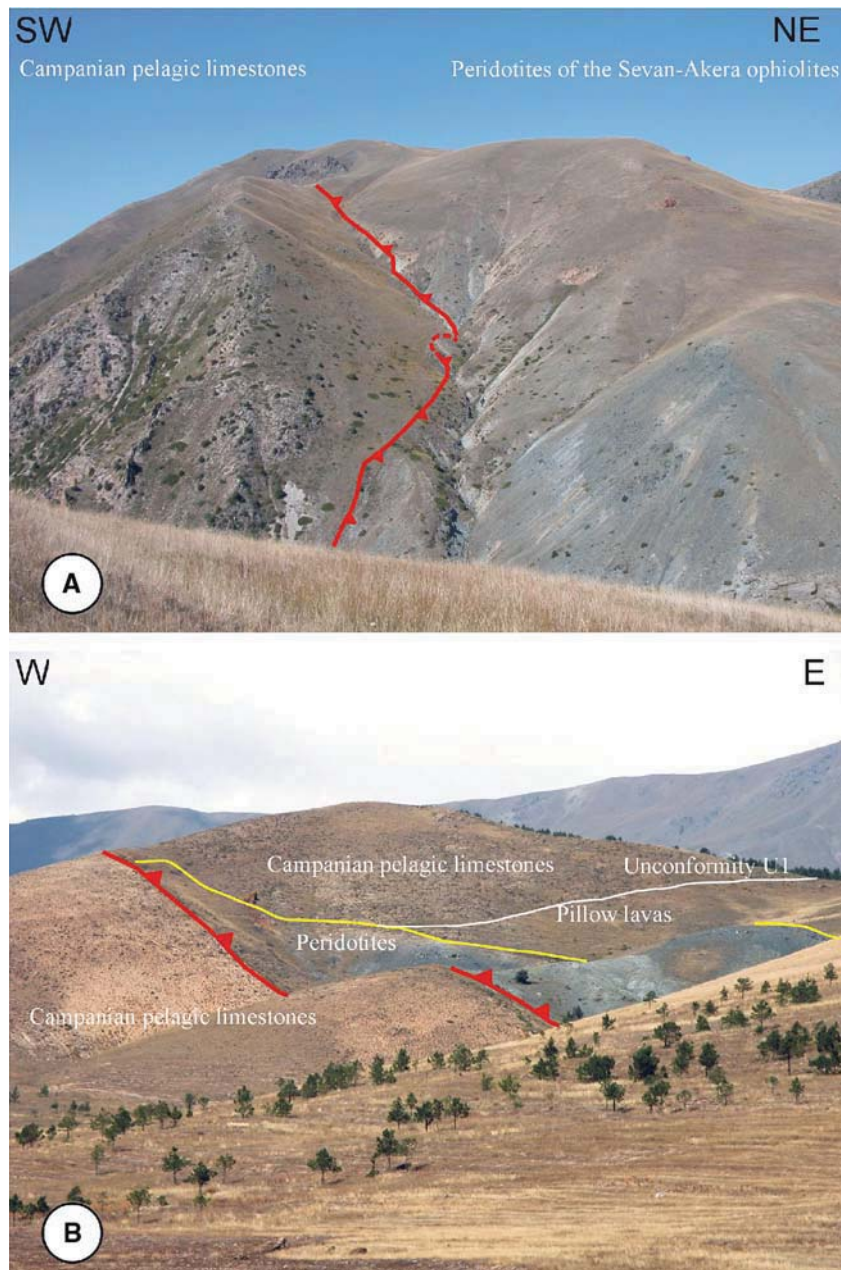 SW
NE
Campanian pelagic limestones
Peridotites of the Sevan-Akera ophiolites
A
W
E
Campanian pelagic limestones
Unconformity U1
Pillow lavas
Peridotites
Campanian pelagic limestones
B